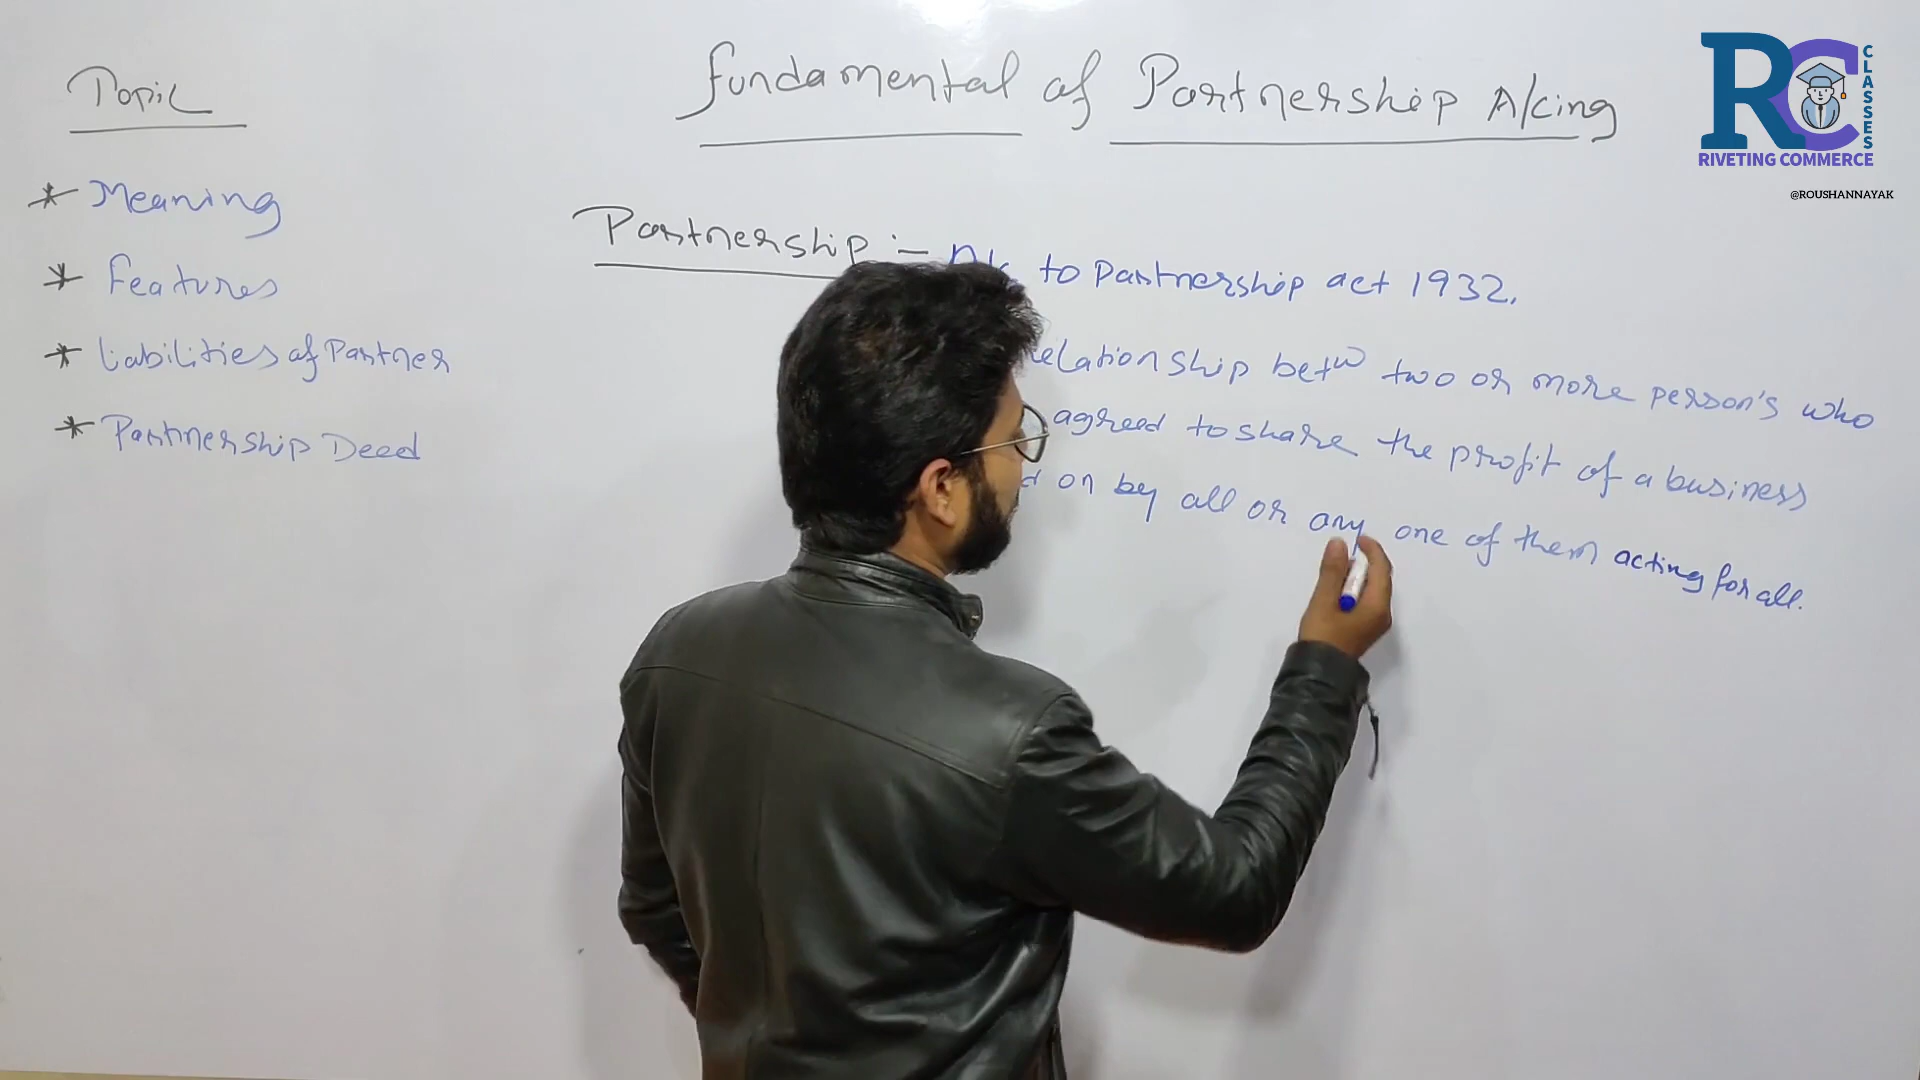 Topic
* Meaning
* Features
* Liabilities of Partner
* Partnership Deed
Fundamental of Partnership A/cing
Partnership :- to Partnership act 1932.
relationship betw two or more person's who
agreed to share the profit of a business
on by all or any one of them acting for all.
RC CLASSES
RIVETING COMMERCE
@ROUSHANNAYAK